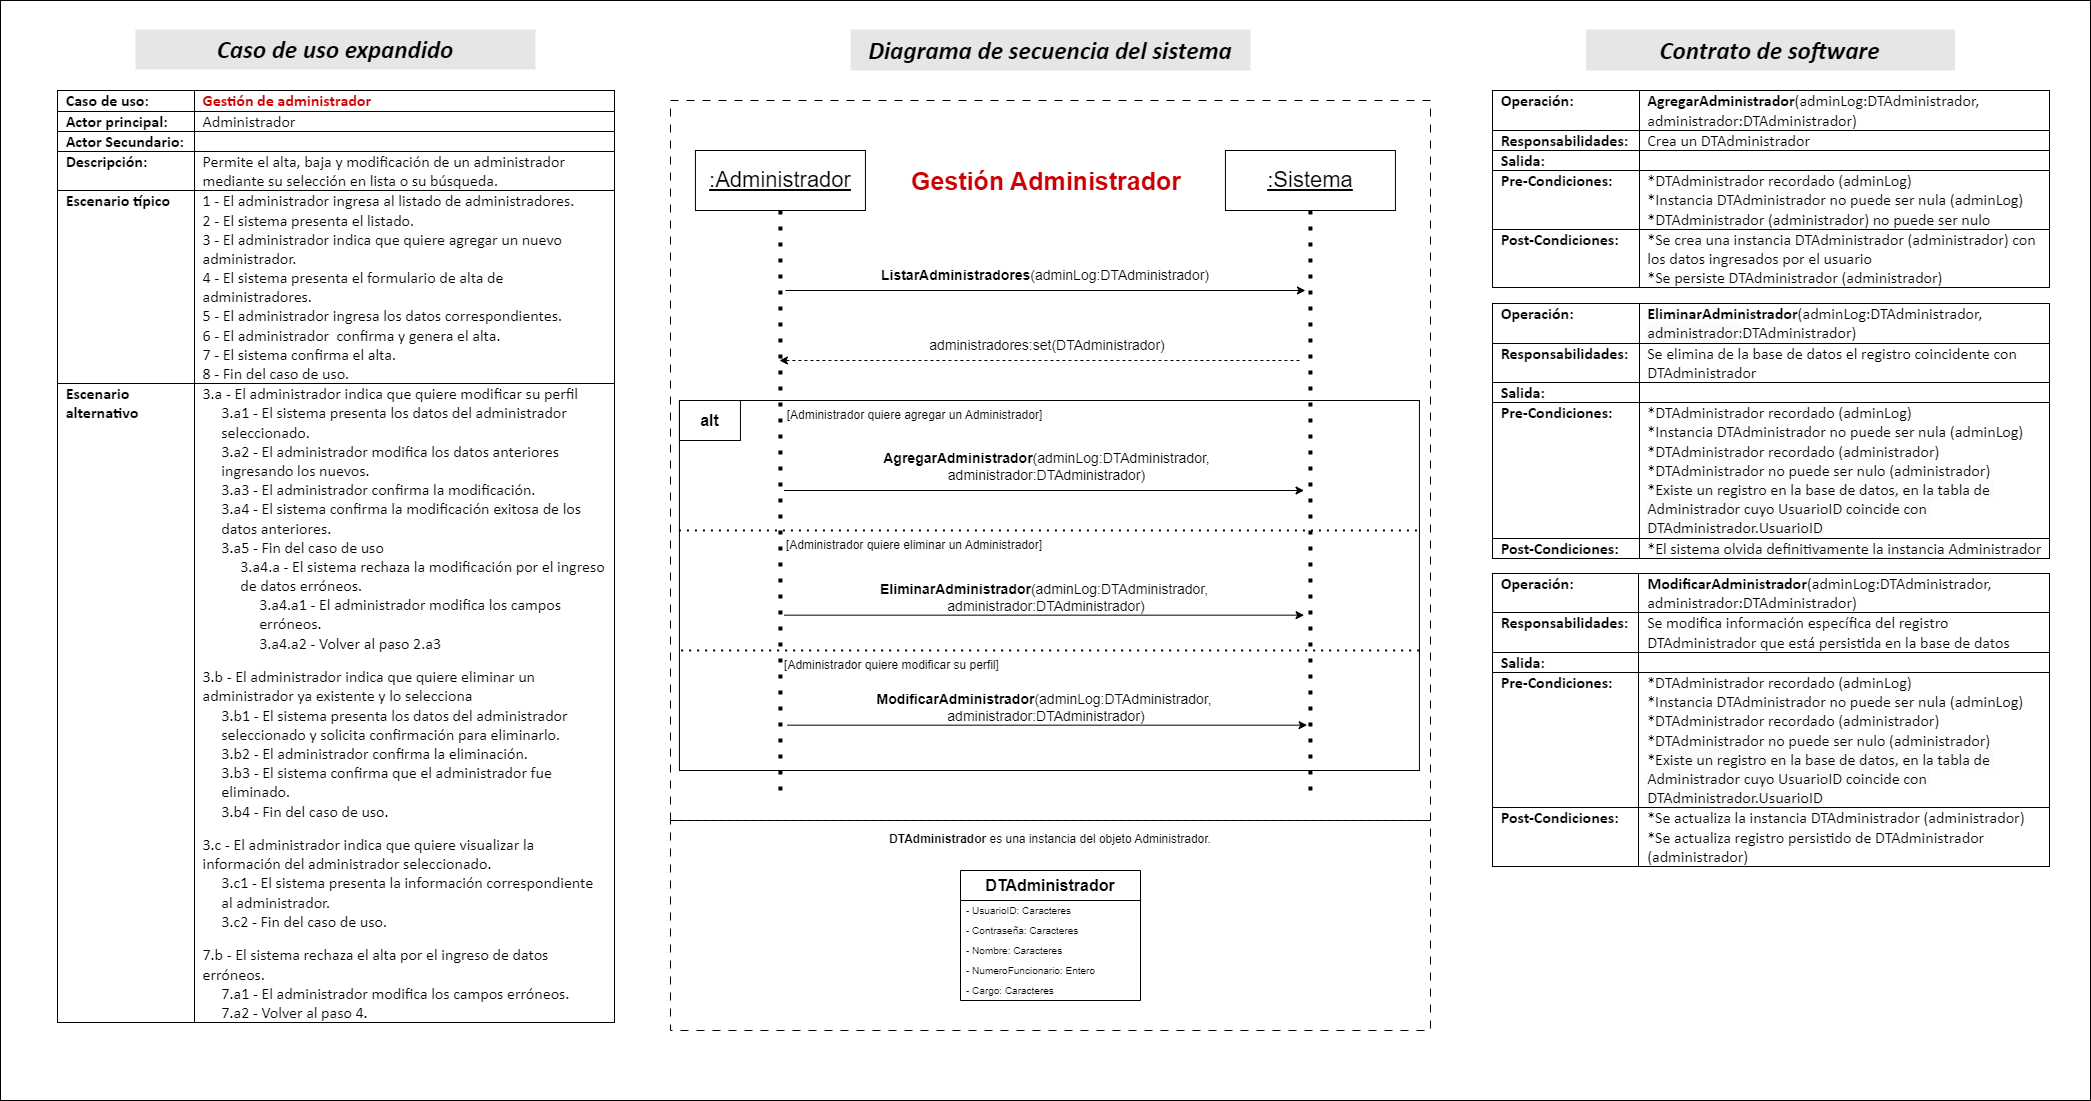 Caso de uso expandido
Caso de uso: Gestión de administrador
Actor principal: Administrador
Actor Secundario:
Descripción: Permite el alta, baja y modificación de un administrador
mediante su selección en lista o su búsqueda.
Escenario típico 1 - El administrador ingresa al listado de administradores.
2 - El sistema presenta el listado.
3 - El administrador indica que quiere agregar un nuevo
administrador.
4 - El sistema presenta el formulario de alta de
administradores.
5 - El administrador ingresa los datos correspondientes.
6 - El administrador  confirma y genera el alta.
7 - El sistema confirma el alta.
8 - Fin del caso de uso.
Escenario
alternativo
3.a - El administrador indica que quiere modificar su perfil
3.a1 - El sistema presenta los datos del administrador
seleccionado.
3.a2 - El administrador modifica los datos anteriores
ingresando los nuevos.
3.a3 - El administrador confirma la modificación.
3.a4 - El sistema confirma la modificación exitosa de los
datos anteriores.
3.a5 - Fin del caso de uso
3.a4.a - El sistema rechaza la modificación por el ingreso
de datos erróneos.
3.a4.a1 - El administrador modifica los campos
erróneos.
3.a4.a2 - Volver al paso 2.a3
3.b - El administrador indica que quiere eliminar un
administrador ya existente y lo selecciona
3.b1 - El sistema presenta los datos del administrador
seleccionado y solicita confirmación para eliminarlo.
3.b2 - El administrador confirma la eliminación.
3.b3 - El sistema confirma que el administrador fue
eliminado.
3.b4 - Fin del caso de uso.
3.c - El administrador indica que quiere visualizar la
información del administrador seleccionado.
3.c1 - El sistema presenta la información correspondiente
al administrador.
3.c2 - Fin del caso de uso.
7.b - El sistema rechaza el alta por el ingreso de datos
erróneos.
7.a1 - El administrador modifica los campos erróneos.
7.a2 - Volver al paso 4.
Diagrama de secuencia del sistema
:Administrador
Gestión Administrador
:Sistema
ListarAdministradores(adminLog:DTAdministrador)
administradores:set(DTAdministrador)
alt
[Administrador quiere agregar un Administrador]
AgregarAdministrador(adminLog:DTAdministrador,
administrador:DTAdministrador)
[Administrador quiere eliminar un Administrador]
EliminarAdministrador(adminLog:DTAdministrador,
administrador:DTAdministrador)
[Administrador quiere modificar su perfil]
ModificarAdministrador(adminLog:DTAdministrador,
administrador:DTAdministrador)
DTAdministrador es una instancia del objeto Administrador.
DTAdministrador
- UsuarioID: Caracteres
- Contraseña: Caracteres
- Nombre: Caracteres
- NumeroFuncionario: Entero
- Cargo: Caracteres
Contrato de software
Operación: AgregarAdministrador(adminLog:DTAdministrador,
administrador:DTAdministrador)
Responsabilidades: Crea un DTAdministrador
Salida:
Pre-Condiciones: *DTAdministrador recordado (adminLog)
*Instancia DTAdministrador no puede ser nula (adminLog)
*DTAdministrador (administrador) no puede ser nulo
Post-Condiciones: *Se crea una instancia DTAdministrador (administrador) con
los datos ingresados por el usuario
*Se persiste DTAdministrador (administrador)
Operación: EliminarAdministrador(adminLog:DTAdministrador,
administrador:DTAdministrador)
Responsabilidades: Se elimina de la base de datos el registro coincidente con
DTAdministrador
Salida:
Pre-Condiciones: *DTAdministrador recordado (adminLog)
*Instancia DTAdministrador no puede ser nula (adminLog)
*DTAdministrador recordado (administrador)
*DTAdministrador no puede ser nulo (administrador)
*Existe un registro en la base de datos, en la tabla de
Administrador cuyo UsuarioID coincide con
DTAdministrador.UsuarioID
Post-Condiciones: *El sistema olvida definitivamente la instancia Administrador
Operación: ModificarAdministrador(adminLog:DTAdministrador,
administrador:DTAdministrador)
Responsabilidades: Se modifica información específica del registro
DTAdministrador que está persistida en la base de datos
Salida:
Pre-Condiciones: *DTAdministrador recordado (adminLog)
*Instancia DTAdministrador no puede ser nula (adminLog)
*DTAdministrador recordado (administrador)
*DTAdministrador no puede ser nulo (administrador)
*Existe un registro en la base de datos, en la tabla de
Administrador cuyo UsuarioID coincide con
DTAdministrador.UsuarioID
Post-Condiciones: *Se actualiza la instancia DTAdministrador (administrador)
*Se actualiza registro persistido de DTAdministrador
(administrador)